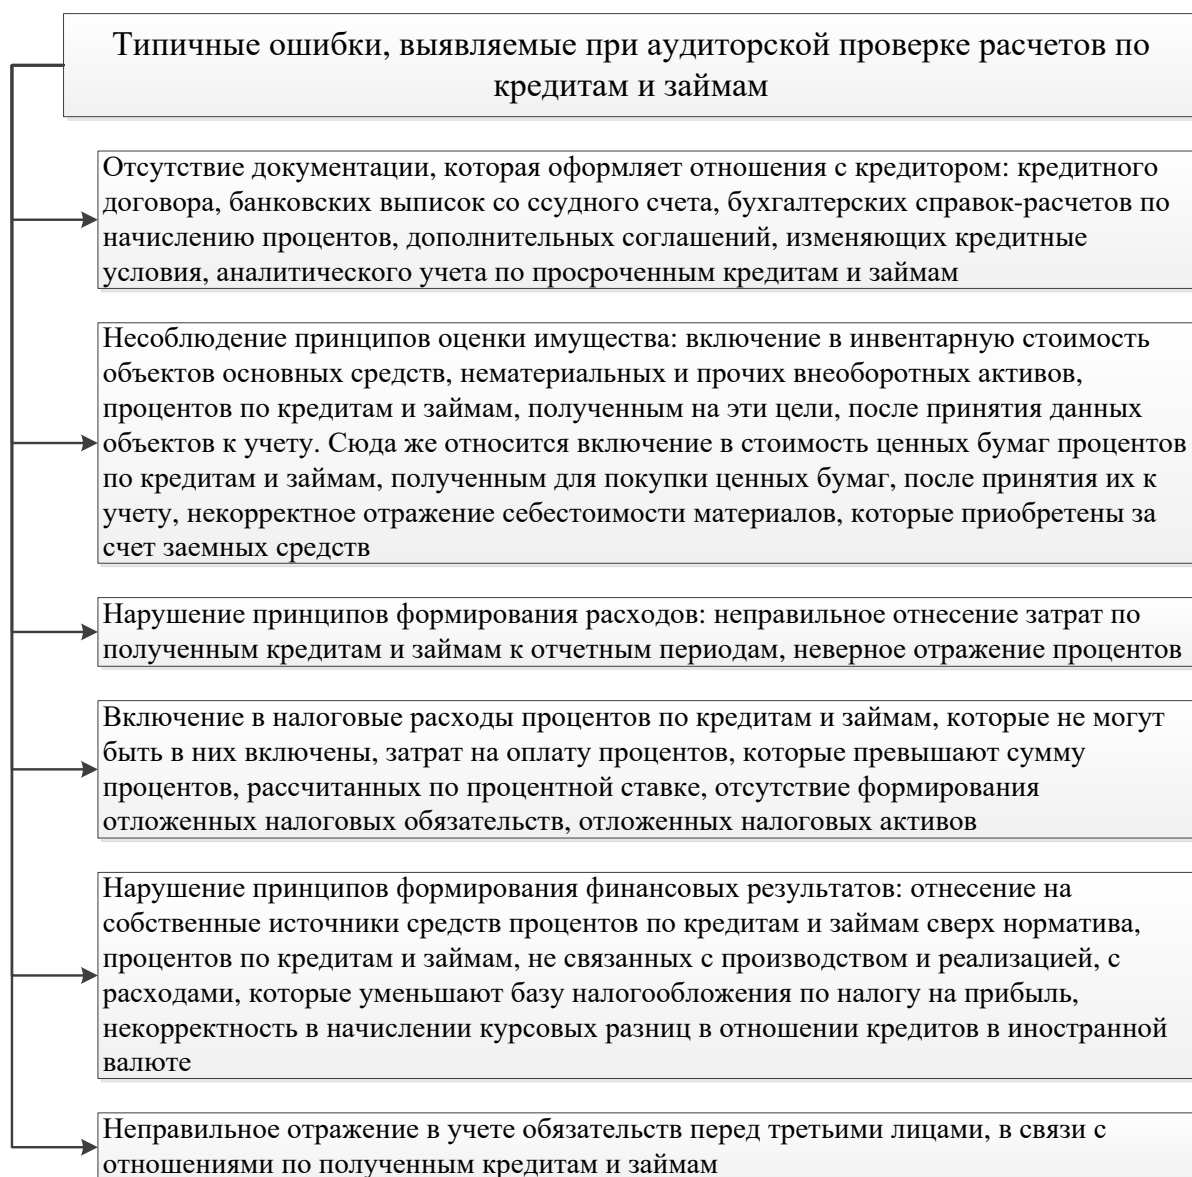 Типичные ошибки, выявляемые при аудиторской проверке расчетов по
кредитам и займам
Отсутствие документации, которая оформляет отношения с кредитором: кредитного
договора, банковских выписок со ссудного счета, бухгалтерских справок-расчетов по
начислению процентов, дополнительных соглашений, изменяющих кредитные
условия, аналитического учета по просроченным кредитам и займам
Несоблюдение принципов оценки имущества: включение в инвентарную стоимость
объектов основных средств, нематериальных и прочих внеоборотных активов,
процентов по кредитам и займам, полученным на эти цели, после принятия данных
объектов к учету. Сюда же относится включение в стоимость ценных бумаг процентов
по кредитам и займам, полученным для покупки ценных бумаг, после принятия их к
учету, некорректное отражение себестоимости материалов, которые приобретены за
счет заемных средств
Нарушение принципов формирования расходов: неправильное отнесение затрат по
полученным кредитам и займам к отчетным периодам, неверное отражение процентов
Включение в налоговые расходы процентов по кредитам и займам, которые не могут
быть в них включены, затрат на оплату процентов, которые превышают сумму
процентов, рассчитанных по процентной ставке, отсутствие формирования
отложенных налоговых обязательств, отложенных налоговых активов
Нарушение принципов формирования финансовых результатов: отнесение на
собственные источники средств процентов по кредитам и займам сверх норматива,
процентов по кредитам и займам, не связанных с производством и реализацией, с
расходами, которые уменьшают базу налогообложения по налогу на прибыль,
некорректность в начислении курсовых разниц в отношении кредитов в иностранной
валюте
Неправильное отражение в учете обязательств перед третьими лицами, в связи с
отношениями по полученным кредитам и займам